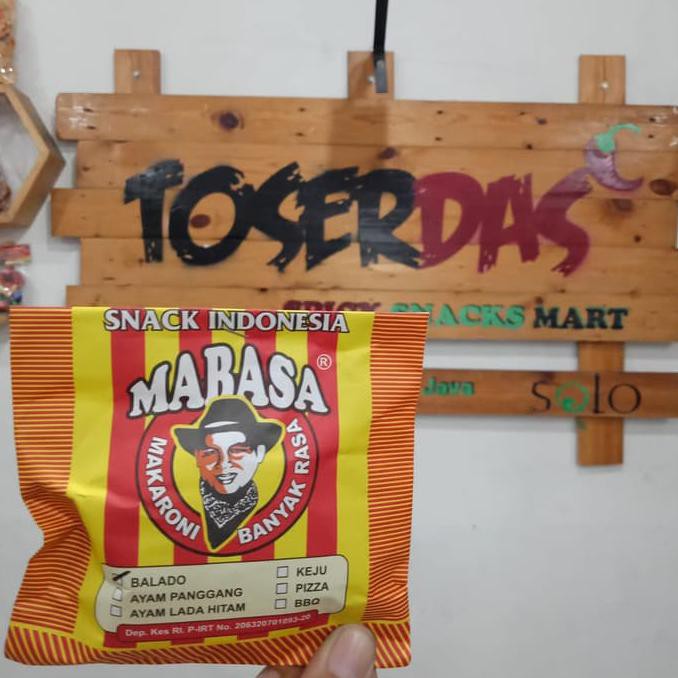 TOSERDAS
SPICY SNACKS MART
Java
Solo
SNACK INDONESIA
MABASA ®
MAKARONI BANYAK RASA
BALADO
AYAM PANGGANG
AYAM LADA HITAM
KEJU
PIZZA
BBQ
Dep. Kes RI. P-IRT No. 206320701093-20